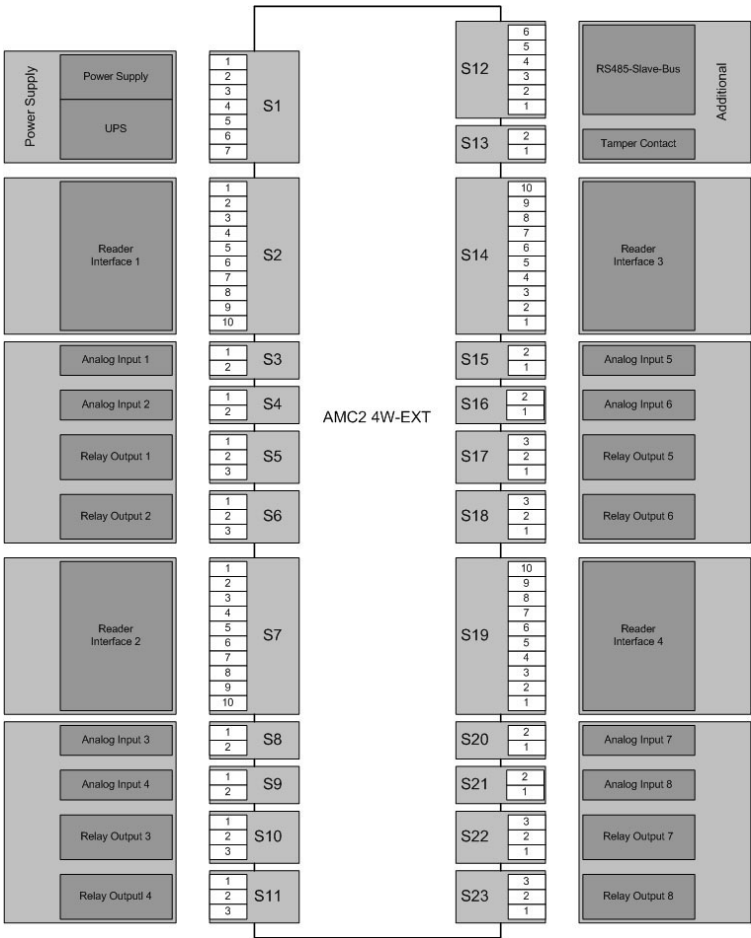 Power Supply
Power Supply
UPS
1
2
3
4
5
6
7
S1
Reader
Interface 1
1
2
3
4
5
6
7
8
9
10
S2
Analog Input 1
1
2
S3
Analog Input 2
1
2
S4
Relay Output 1
1
2
3
S5
Relay Output 2
1
2
3
S6
Reader
Interface 2
1
2
3
4
5
6
7
8
9
10
S7
Analog Input 3
1
2
S8
Analog Input 4
1
2
S9
Relay Output 3
1
2
3
S10
Relay Outputl 4
1
2
3
S11
AMC2 4W-EXT
S12
6
5
4
3
2
1
RS485-Slave-Bus
Additional
S13
2
1
Tamper Contact
S14
10
9
8
7
6
5
4
3
2
1
Reader
Interface 3
S15
2
1
Analog Input 5
S16
2
1
Analog Input 6
S17
3
2
1
Relay Output 5
S18
3
2
1
Relay Output 6
S19
10
9
8
7
6
5
4
3
2
1
Reader
Interface 4
S20
2
1
Analog Input 7
S21
2
1
Analog Input 8
S22
3
2
1
Relay Output 7
S23
3
2
1
Relay Output 8